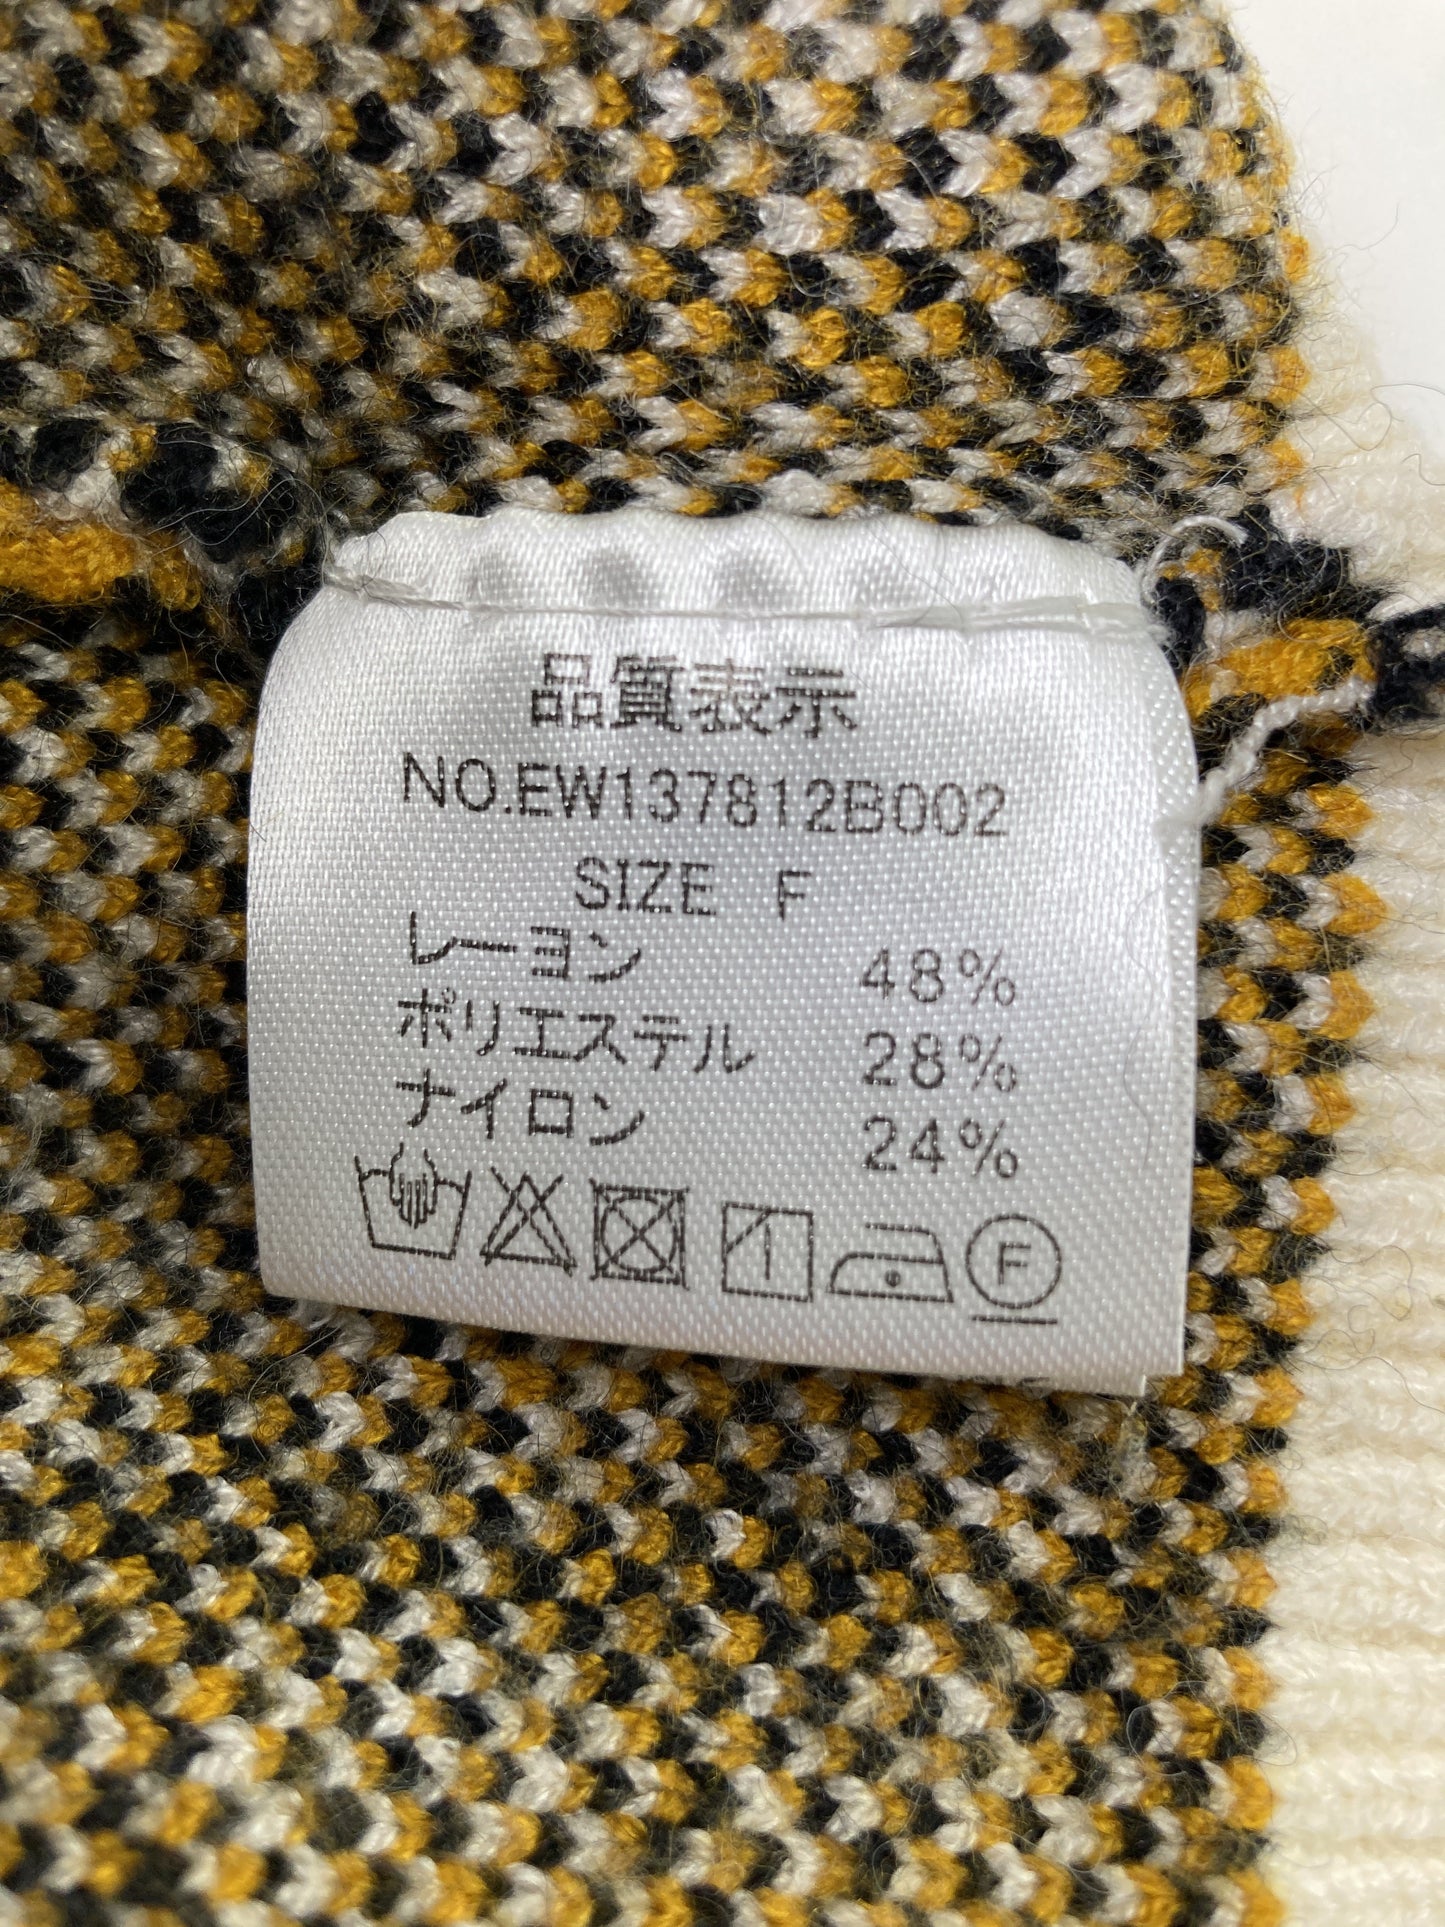 品質表示
NO.EW137812B002
SIZE F
レーヨン 48%
ポリエステル 28%
ナイロン 24%
F